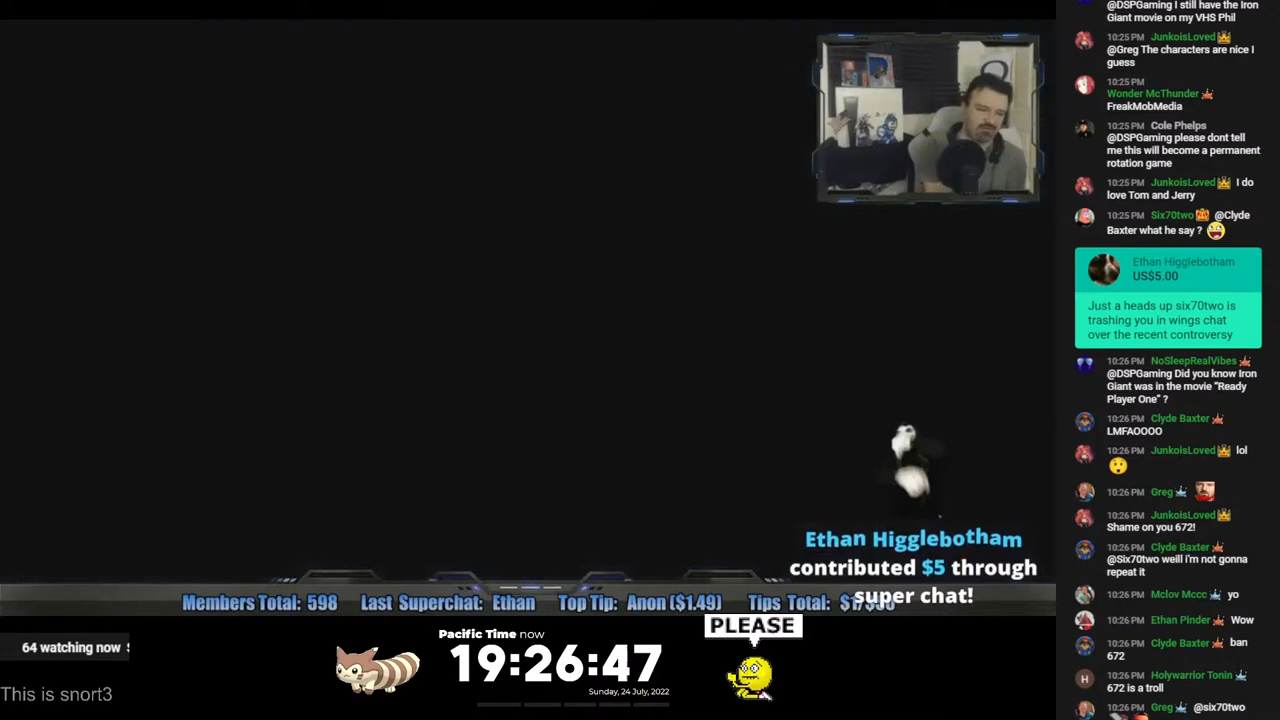 @DSPGaming I still have the Iron
Giant movie on my VHS Phil
10:25 PM JunkoisLoved
@Greg The characters are nice I
guess
10:25 PM
Wonder McThunder
FreakMobMedia
10:25 PM Cole Phelps
@DSPGaming please dont tell
me this will become a permanent
rotation game
10:25 PM JunkoisLoved I do
love Tom and Jerry
10:25 PM Six70two @Clyde
Baxter what he say ?
Ethan Higglebotham
US$5.00
Just a heads up six70two is
trashing you in wings chat
over the recent controversy
10:26 PM NoSleepRealVibes
@DSPGaming Did you know Iron
Giant was in the movie “Ready
Player One” ?
10:26 PM Clyde Baxter
LMFAOOOO
10:26 PM JunkoisLoved lol
10:26 PM Greg
10:26 PM JunkoisLoved
Shame on you 672!
10:26 PM Clyde Baxter
@Six70two weill i'm not gonna
repeat it
10:26 PM Mclov Mccc yo
10:26 PM Ethan Pinder Wow
10:26 PM Clyde Baxter ban
672
10:26 PM Holywarrior Tonin
672 is a troll
10:26 PM Greg @six70two
Ethan Higglebotham
contributed $5 through
super chat!
Members Total: 598 Last Superchat: Ethan Top Tip: Anon ($1.49) Tips Total:
64 watching now
Pacific Time now
19:26:47
Sunday, 24 July, 2022
PLEASE
This is snort3